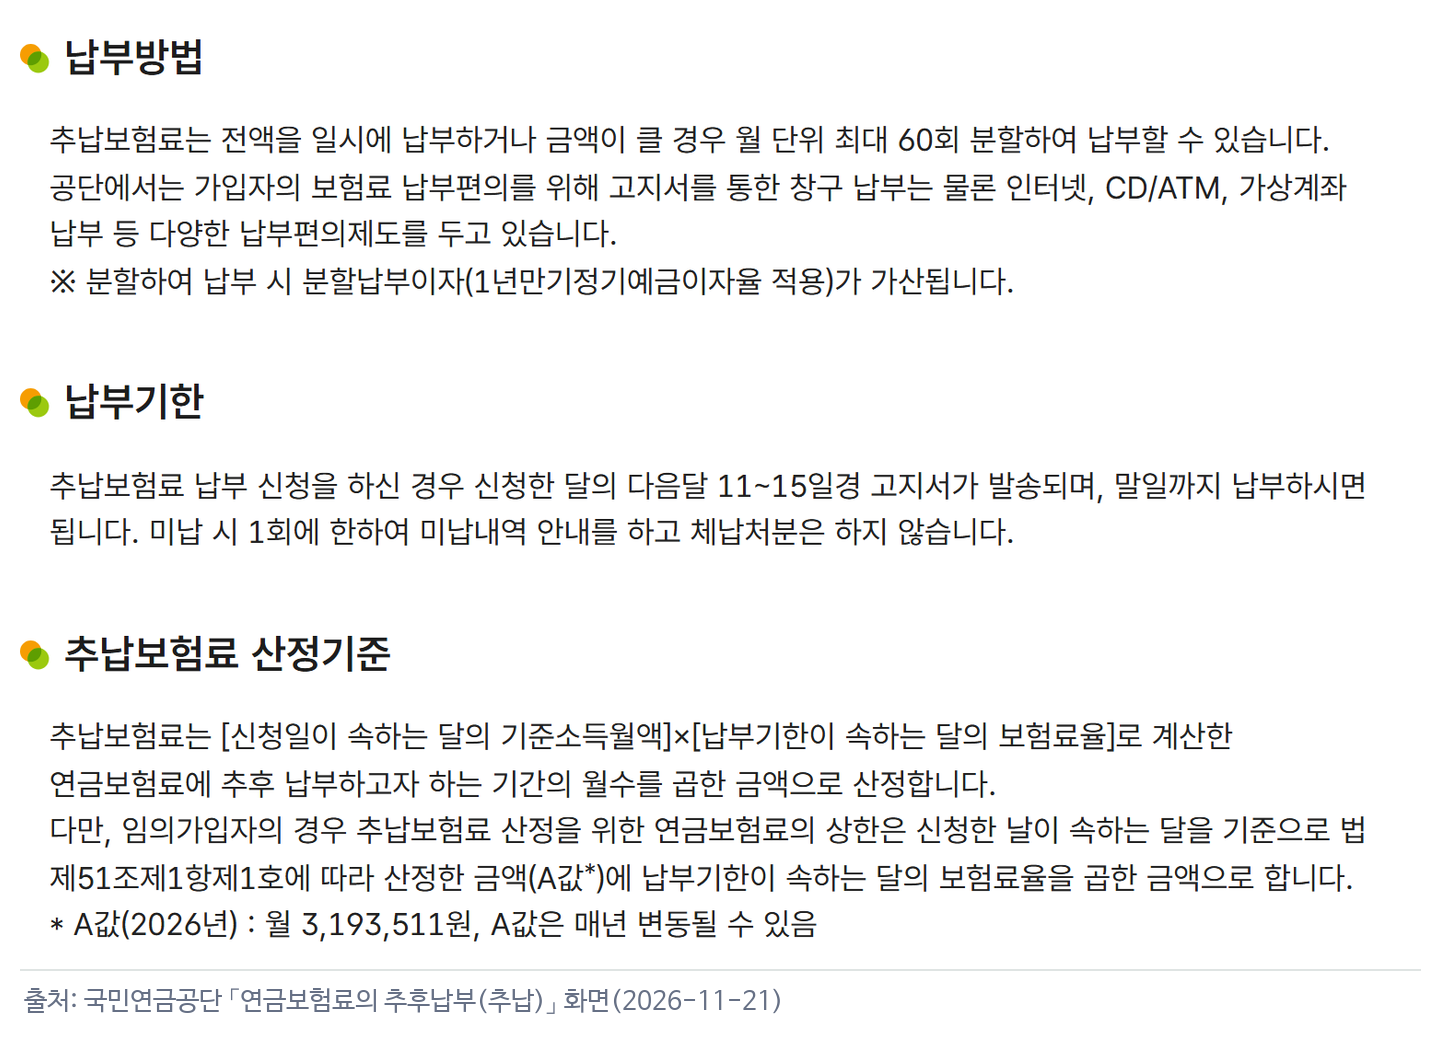 납부방법
추납보험료는 전액을 일시에 납부하거나 금액이 클 경우 월 단위 최대 60회 분할하여 납부할 수 있습니다.
공단에서는 가입자의 보험료 납부편의를 위해 고지서를 통한 창구 납부는 물론 인터넷, CD/ATM, 가상계좌
납부 등 다양한 납부편의제도를 두고 있습니다.
※ 분할하여 납부 시 분할납부이자(1년만기정기예금이자율 적용)가 가산됩니다.
납부기한
추납보험료 납부 신청을 하신 경우 신청한 달의 다음달 11~15일경 고지서가 발송되며, 말일까지 납부하시면
됩니다. 미납 시 1회에 한하여 미납내역 안내를 하고 체납처분은 하지 않습니다.
추납보험료 산정기준
추납보험료는 [신청일이 속하는 달의 기준소득월액]×[납부기한이 속하는 달의 보험료율]로 계산한
연금보험료에 추후 납부하고자 하는 기간의 월수를 곱한 금액으로 산정합니다.
다만, 임의가입자의 경우 추납보험료 산정을 위한 연금보험료의 상한은 신청한 날이 속하는 달을 기준으로 법
제51조제1항제1호에 따라 산정한 금액(A값*)에 납부기한이 속하는 달의 보험료율을 곱한 금액으로 합니다.
* A값(2026년) : 월 3,193,511원, A값은 매년 변동될 수 있음
출처: 국민연금공단 「연금보험료의 추후납부(추납)」 화면(2026-11-21)